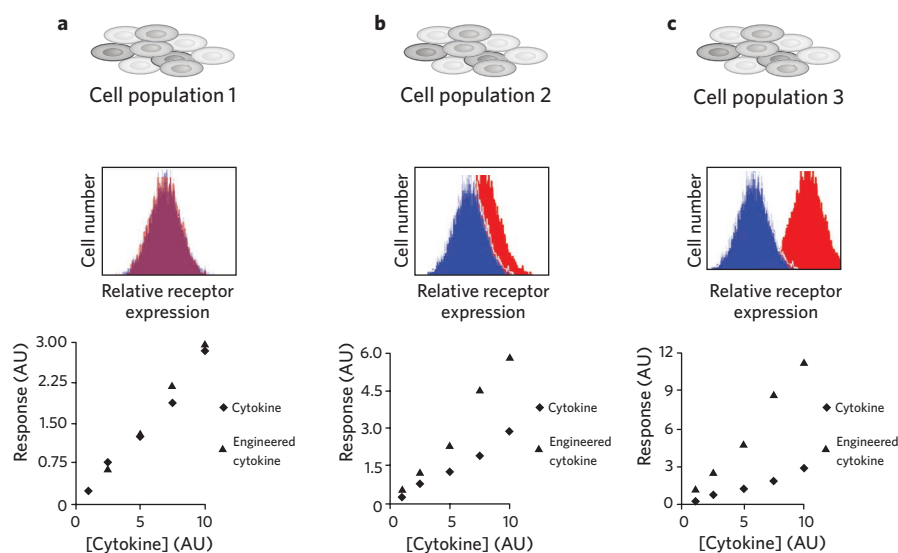 a
Cell population 1
Cell number
Relative receptor
expression
Response (AU)
3.00
2.25
1.50
0.75
0
0
5
10
[Cytokine] (AU)
Cytokine
Engineered
cytokine
b
Cell population 2
Cell number
Relative receptor
expression
Response (AU)
6.0
4.5
3.0
1.5
0
0
5
10
[Cytokine] (AU)
Cytokine
Engineered
cytokine
c
Cell population 3
Cell number
Relative receptor
expression
Response (AU)
12
9
6
3
0
0
5
10
[Cytokine] (AU)
Cytokine
Engineered
cytokine